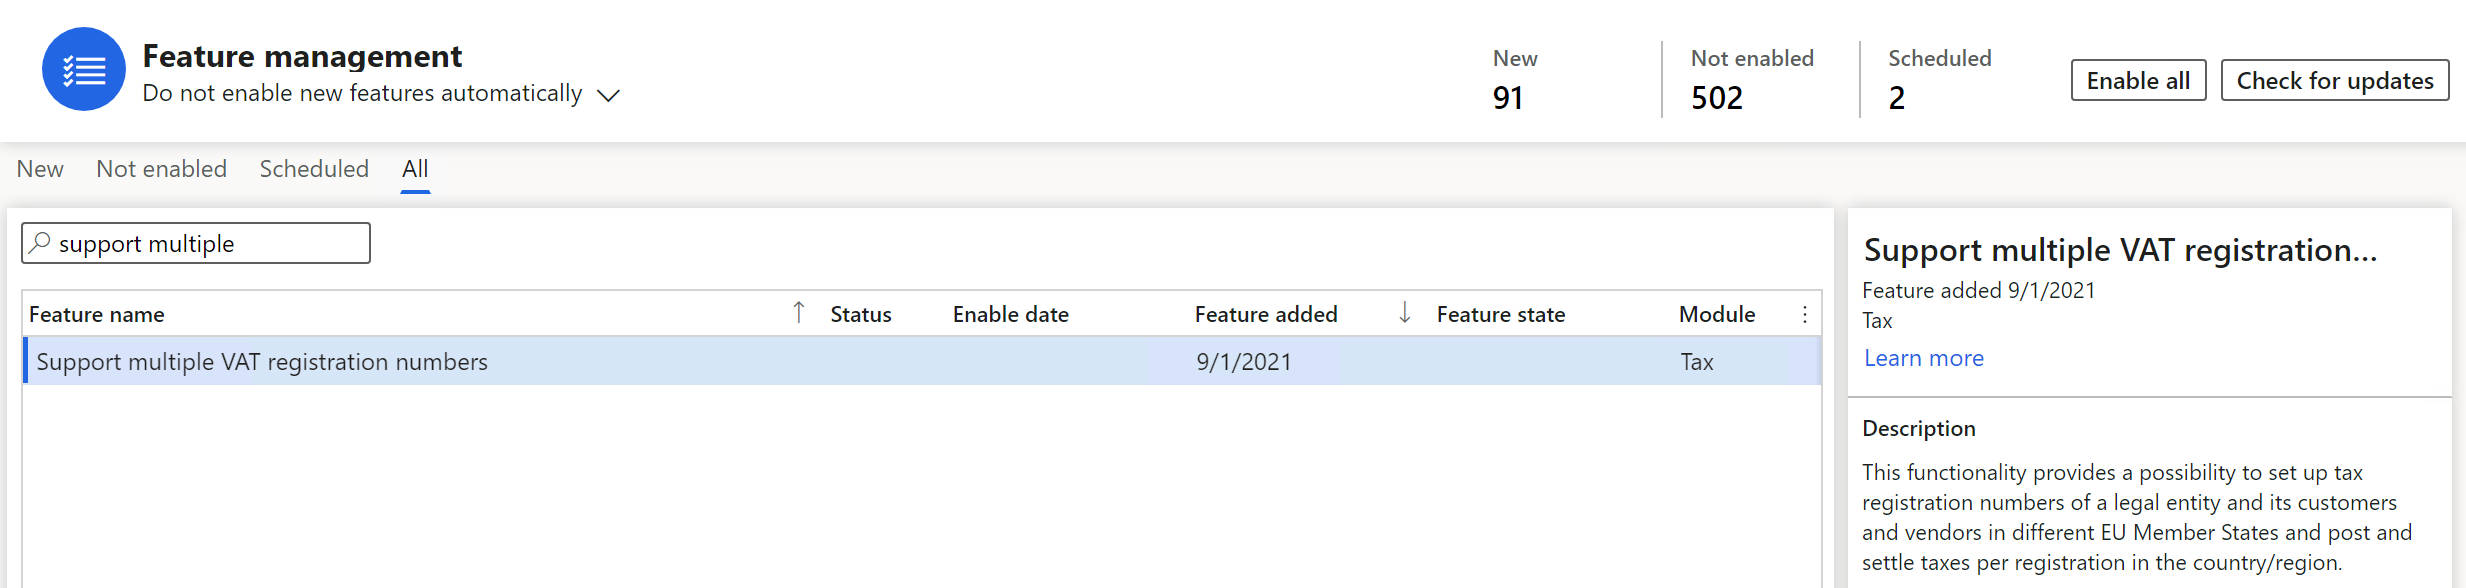 Feature management
Do not enable new features automatically
New
91
Not enabled
502
Scheduled
2
Enable all
Check for updates
New
Not enabled
Scheduled
All
support multiple
Feature name
Status
Enable date
Feature added
Feature state
Module
Support multiple VAT registration numbers
9/1/2021
Tax
Support multiple VAT registration...
Feature added 9/1/2021
Tax
Learn more
Description
This functionality provides a possibility to set up tax
registration numbers of a legal entity and its customers
and vendors in different EU Member States and post and
settle taxes per registration in the country/region.